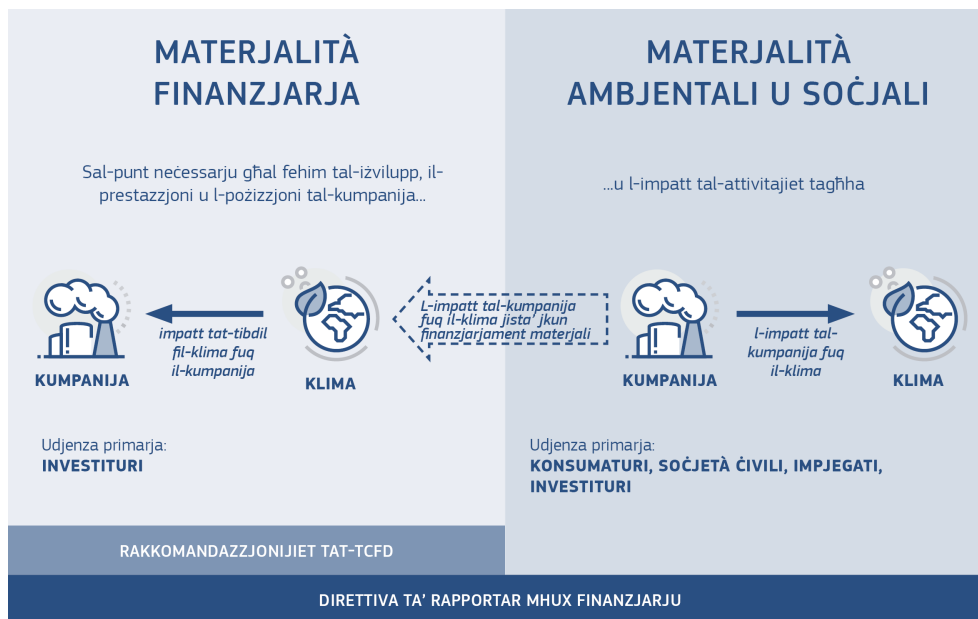 MATERJALITÀ
FINANZJARJA
Sal-punt neċessarju għal fehim tal-iżvilupp, il-
prestazzjoni u l-pożizzjoni tal-kumpanija...
KUMPANIJA
impatt tat-tibdil
fil-klima fuq
il-kumpanija
KLIMA
L-impatt tal-kumpanija
fuq il-klima jista' jkun
finanzjarjament materjali
Udjenza primarja:
INVESTITURI
RAKKOMANDAZZJONIJIET TAT-TCFD
MATERJALITÀ
AMBJENTALI U SOĊJALI
...u l-impatt tal-attivitajiet tagħha
KUMPANIJA
l-impatt tal-
kumpanija fuq
il-klima
KLIMA
Udjenza primarja:
KONSUMATURI, SOĊJETÀ ĊIVILI, IMPJEGATI,
INVESTITURI
DIRETTIVA TA’ RAPPORTAR MHUX FINANZJARJU